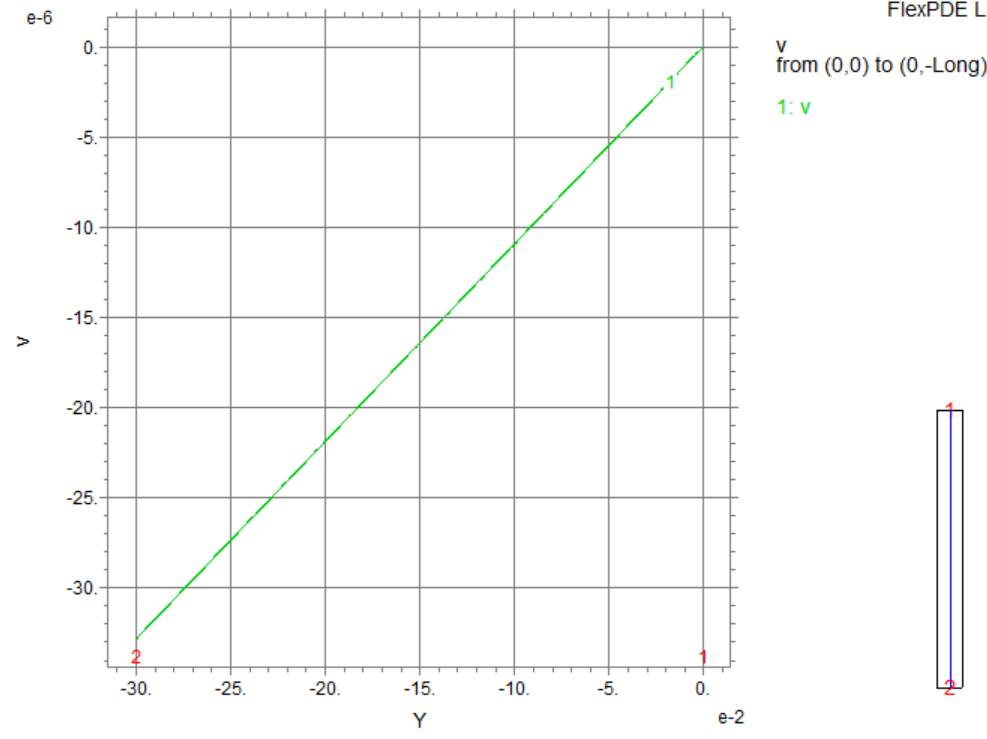 e-6
FlexPDE L
v
from (0,0) to (0,-Long)
1: v
0.
-5.
-10.
-15.
-20.
-25.
-30.
v
1
2
1
-30.
-25.
-20.
-15.
-10.
-5.
0.
Y
e-2
1
2